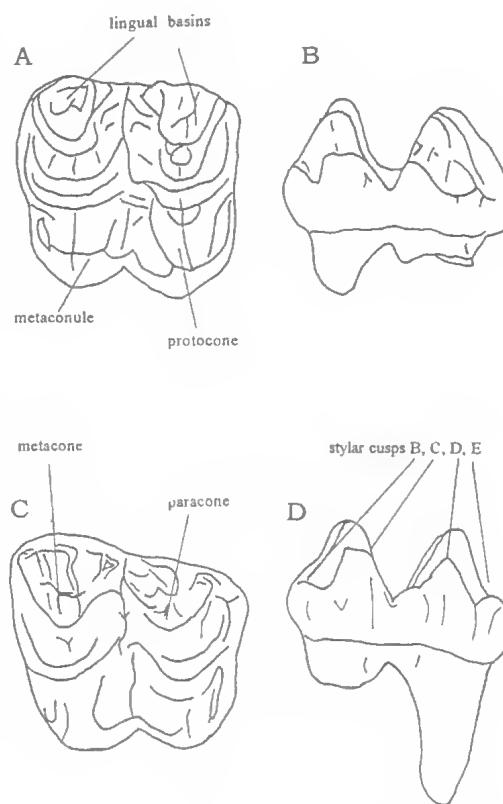 lingual basins
A
B
metaconule
protocone
metacone
stylar cusps B, C, D, E
C
paracone
D